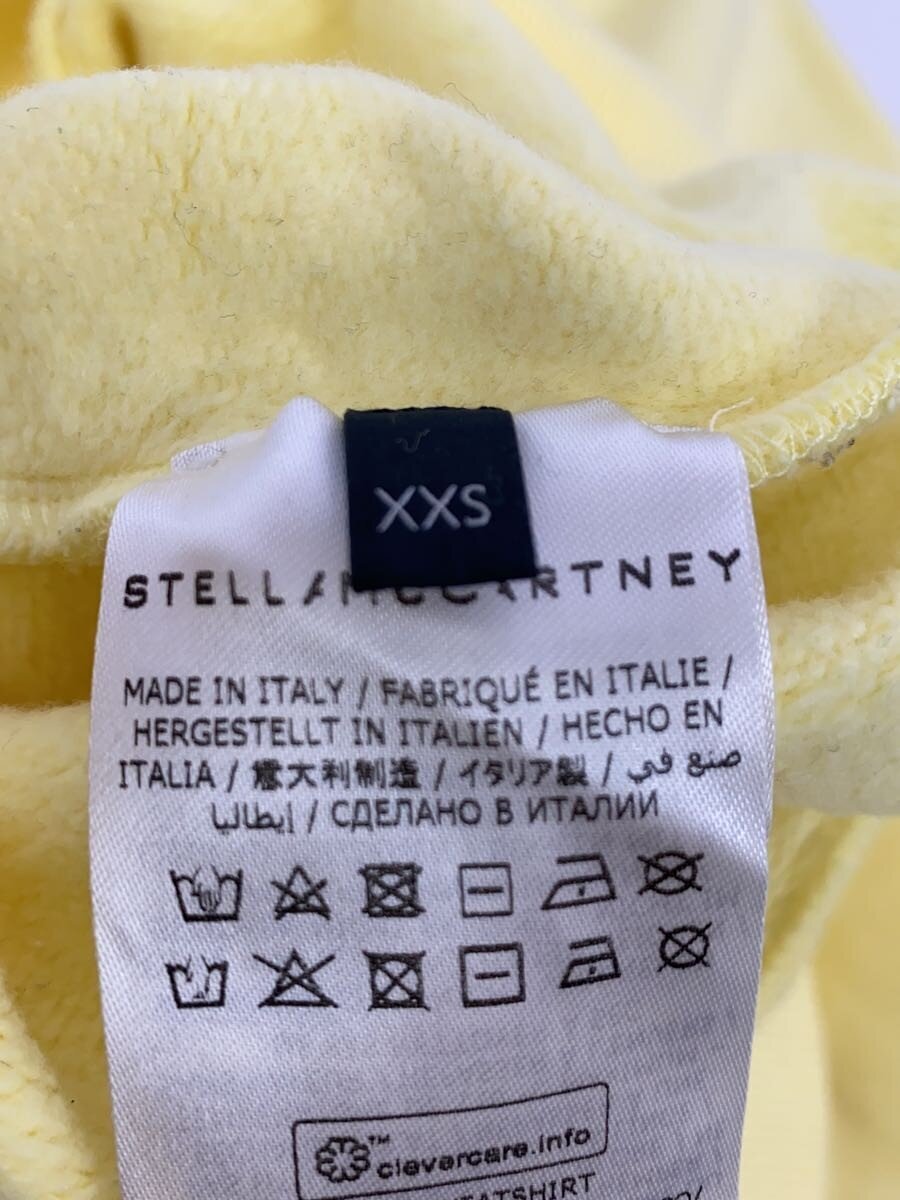 XXS
STELLA McCARTNEY
MADE IN ITALY / FABRIQUÉ EN ITALIE /
HERGESTELLT IN ITALIEN / HECHO EN
ITALIA / 意大利制造 / イタリア製 / صنع في
إيطاليا / СДЕЛАНО В ИТАЛИИ
™
clevercare.info